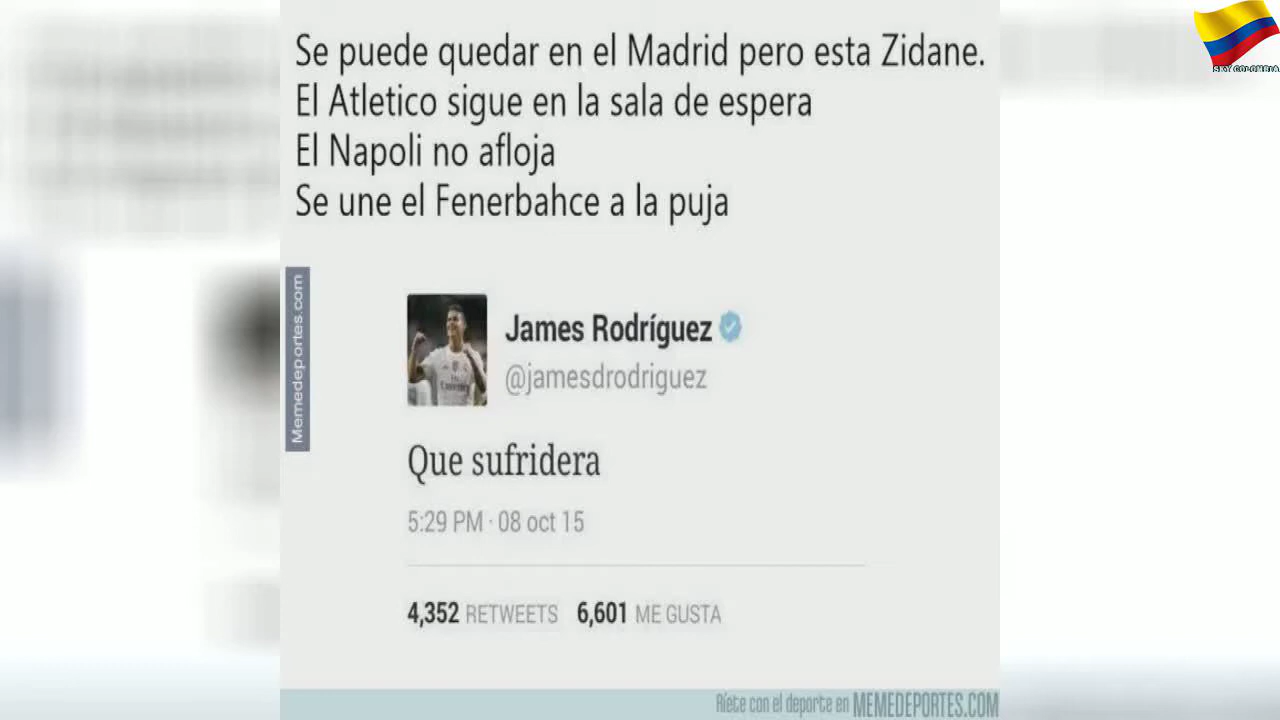 SKY COLOMBIA
Se puede quedar en el Madrid pero esta Zidane.
El Atletico sigue en la sala de espera
El Napoli no afloja
Se une el Fenerbahce a la puja
Memedeportes.com
James Rodríguez
@jamesdrodriguez
Que sufridera
5:29 PM · 08 oct 15
4,352 RETWEETS 6,601 ME GUSTA
Ríete con el deporte en MEMEDEPORTES.COM